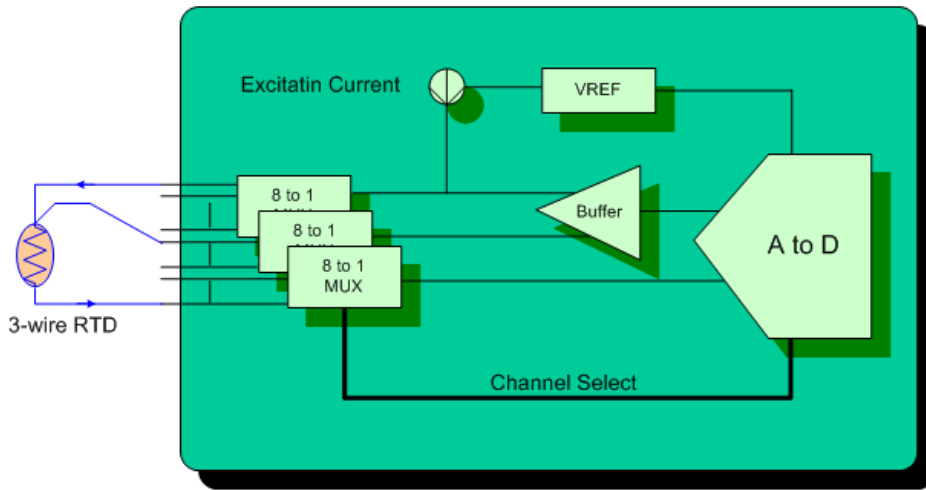 Excitatin Current
VREF
8 to 1
8 to 1
8 to 1
MUX
Buffer
A to D
3-wire RTD
Channel Select